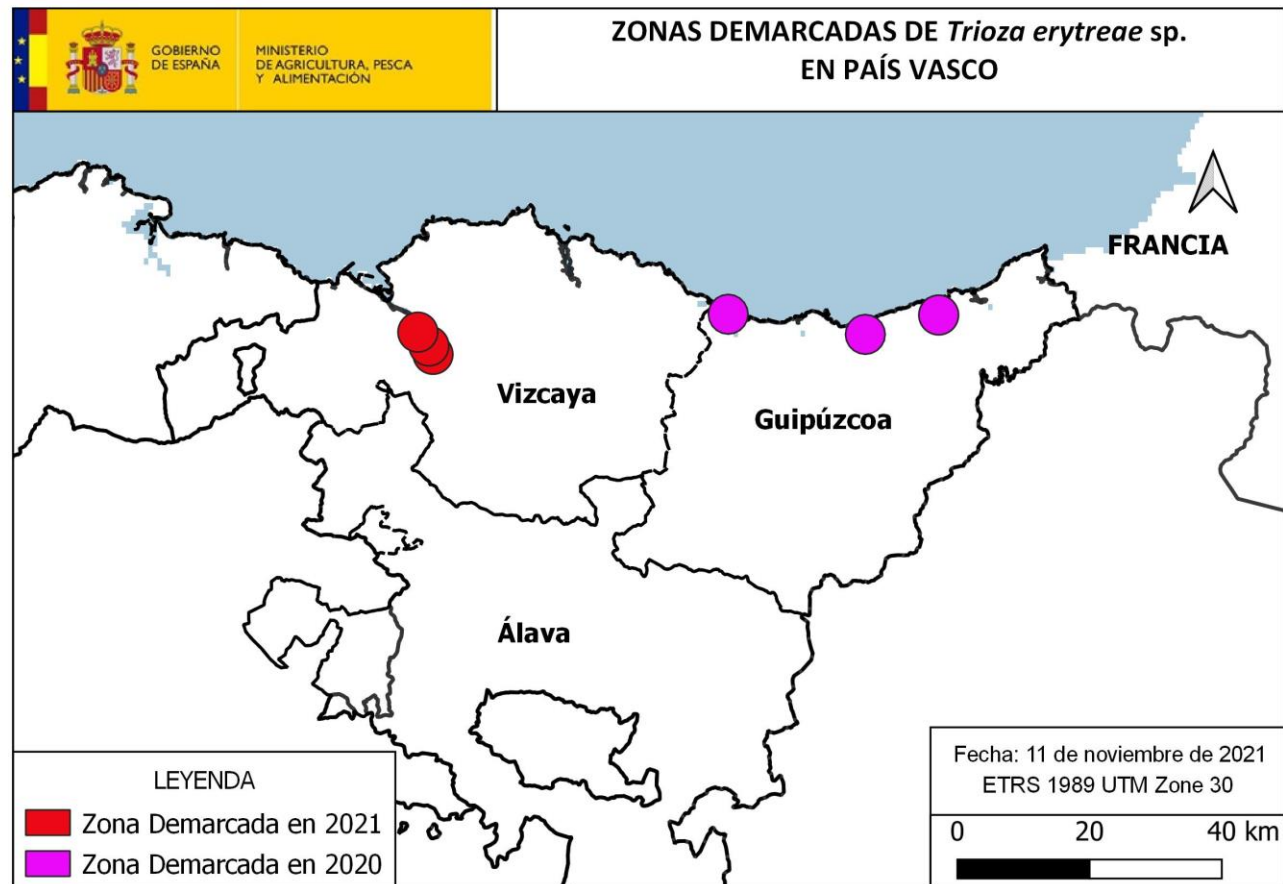 GOBIERNO
DE ESPAÑA
MINISTERIO
DE AGRICULTURA, PESCA
Y ALIMENTACIÓN
ZONAS DEMARCADAS DE Trioza erytreae sp.
EN PAÍS VASCO
FRANCIA
Vizcaya
Guipúzcoa
Álava
LEYENDA
Zona Demarcada en 2021
Zona Demarcada en 2020
Fecha: 11 de noviembre de 2021
ETRS 1989 UTM Zone 30
0 20 40 km